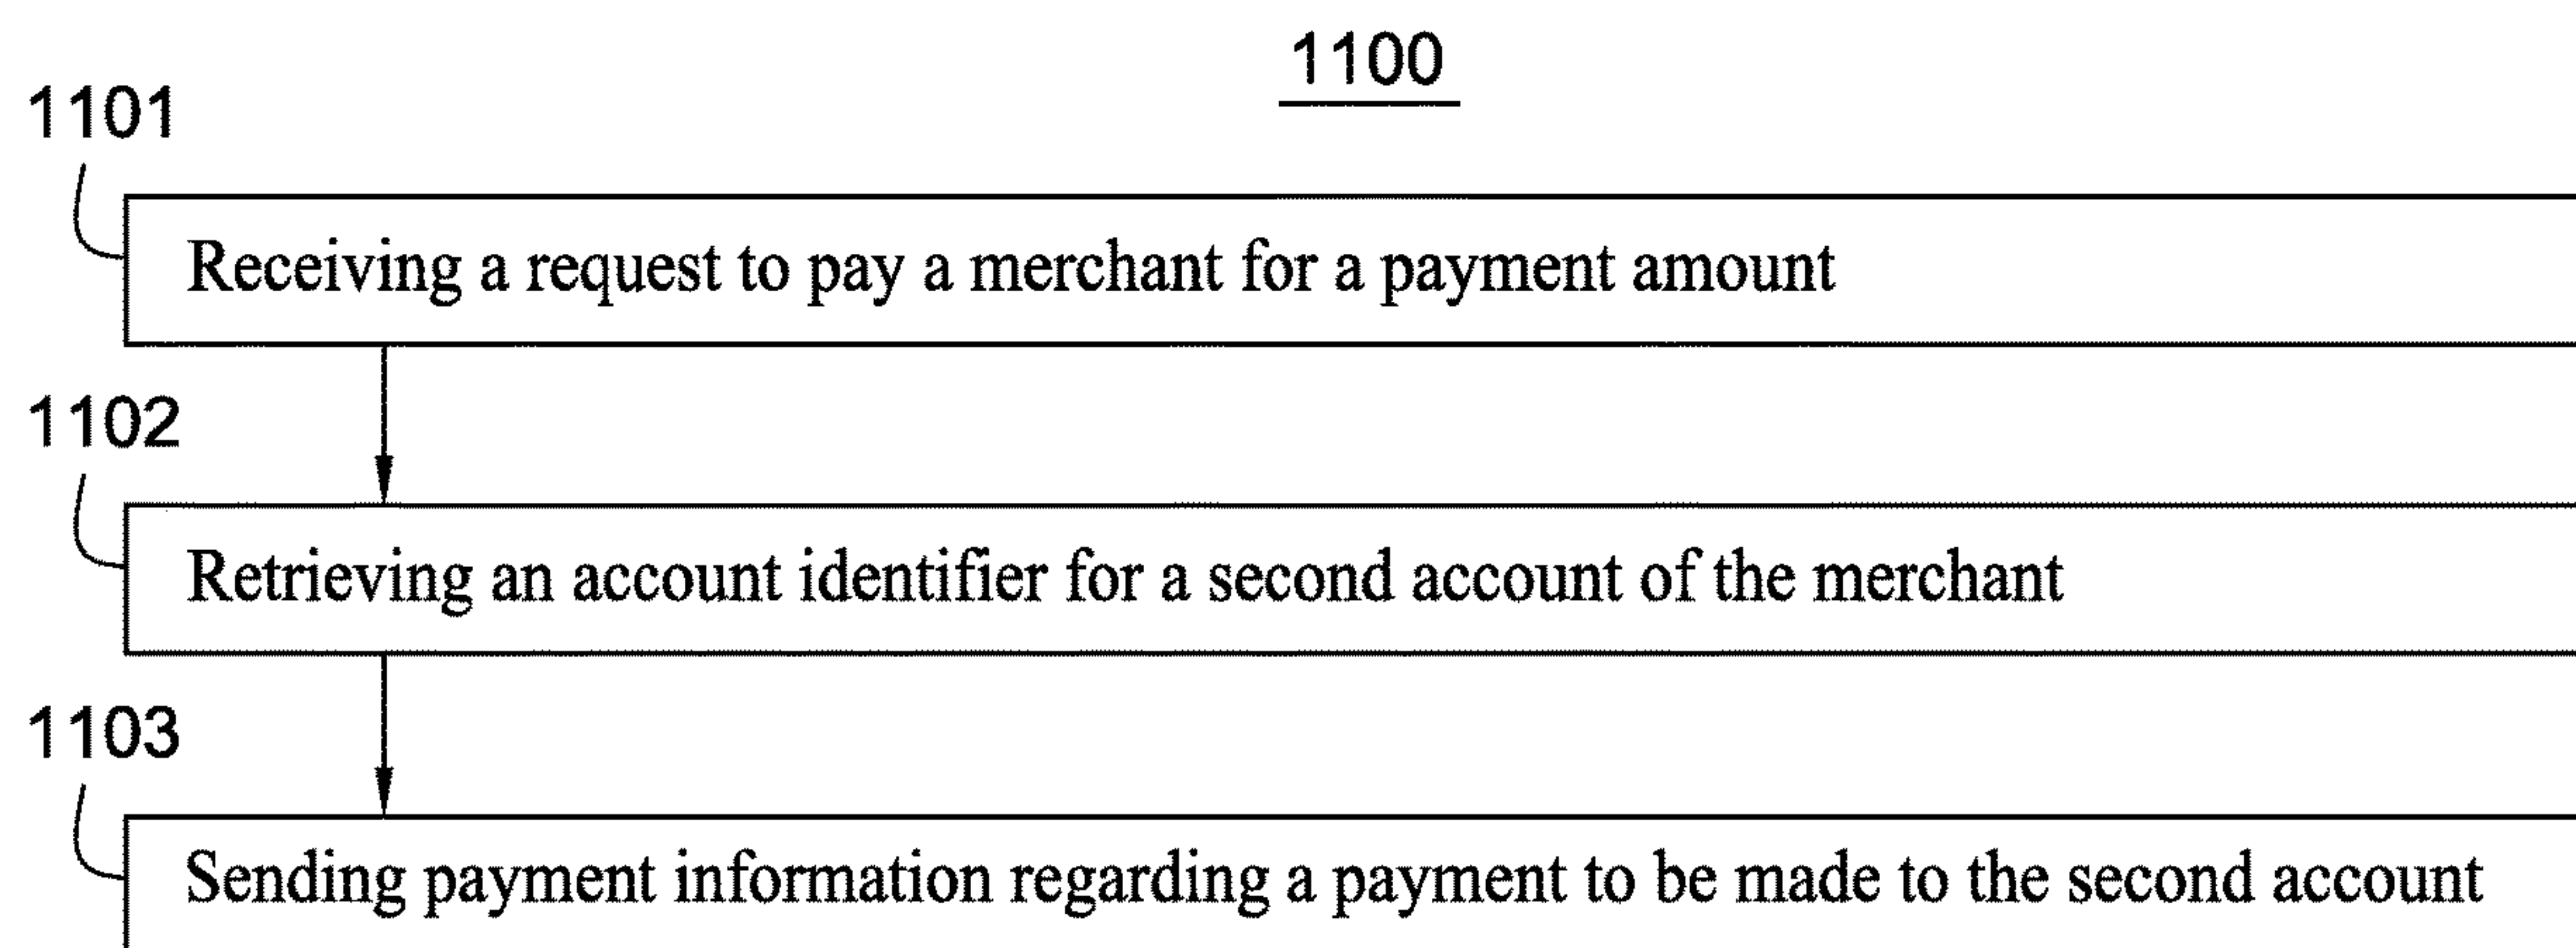 1100
1101
Receiving a request to pay a merchant for a payment amount
1102
Retrieving an account identifier for a second account of the merchant
1103
Sending payment information regarding a payment to be made to the second account